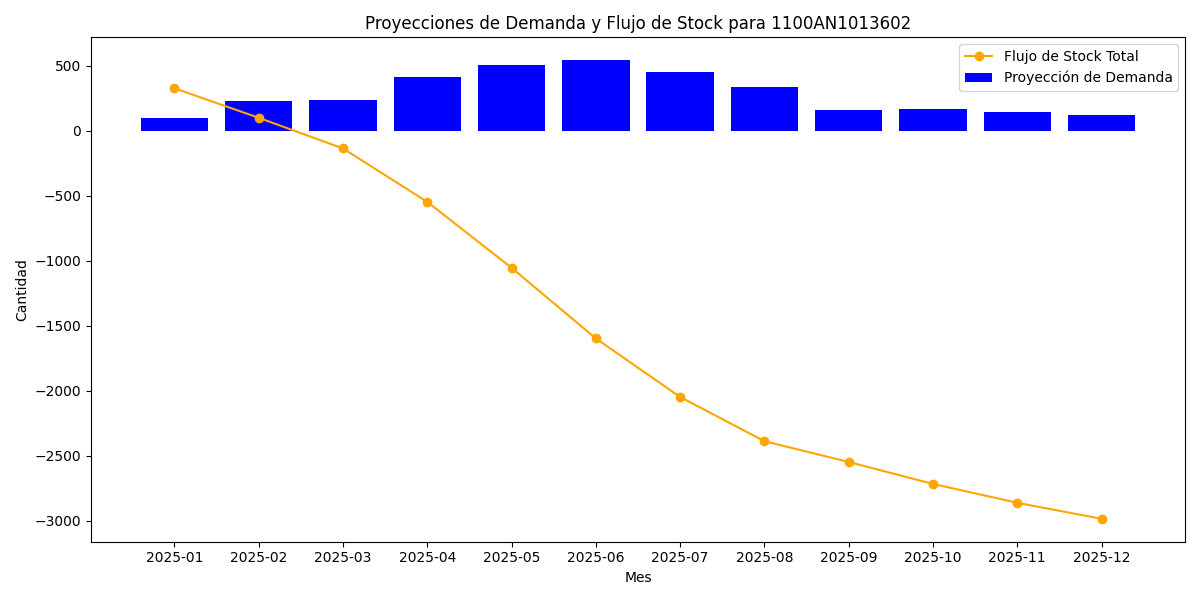 Proyecciones de Demanda y Flujo de Stock para 1100AN1013602
Flujo de Stock Total
Proyección de Demanda
Cantidad
500
0
−500
−1000
−1500
−2000
−2500
−3000
2025-01 2025-02 2025-03 2025-04 2025-05 2025-06 2025-07 2025-08 2025-09 2025-10 2025-11 2025-12
Mes